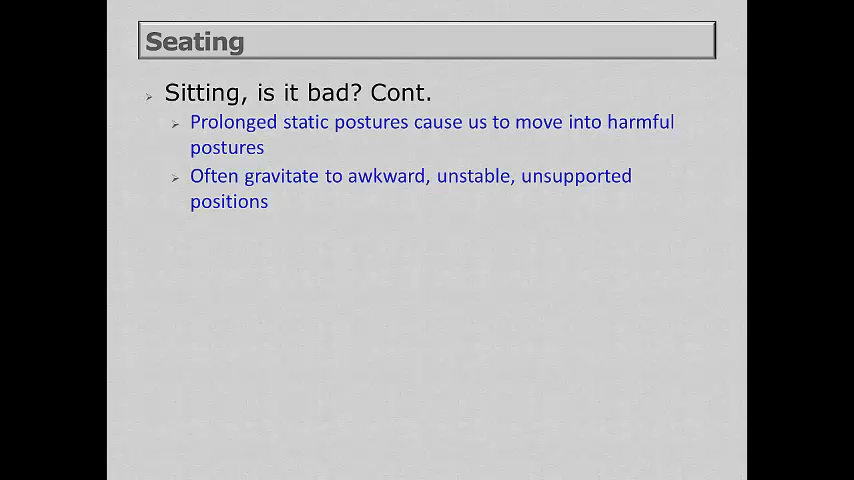 Seating
Sitting, is it bad? Cont.
Prolonged static postures cause us to move into harmful
postures
Often gravitate to awkward, unstable, unsupported
positions